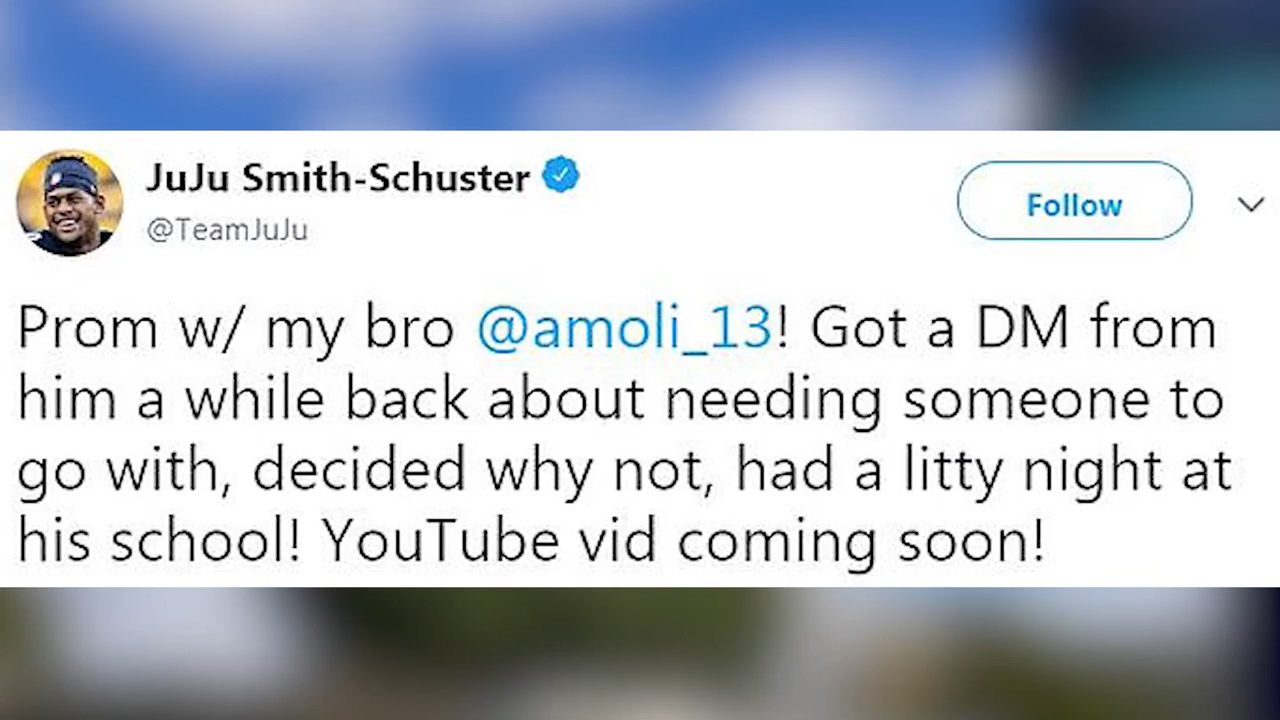 JuJu Smith-Schuster
@TeamJuJu
Follow
Prom w/ my bro @amoli_13! Got a DM from
him a while back about needing someone to
go with, decided why not, had a litty night at
his school! YouTube vid coming soon!